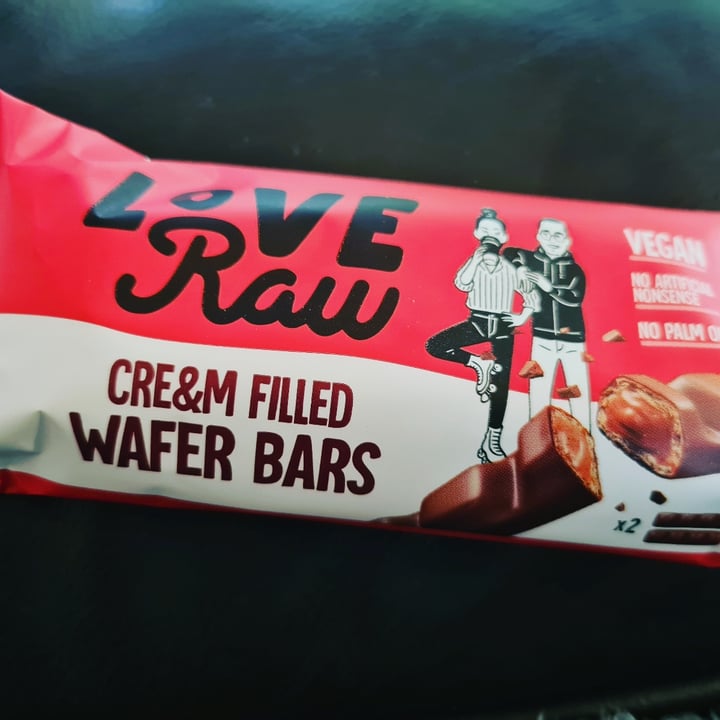 LOVE
Raw
CRE&M FILLED
WAFER BARS
VEGAN
NO ARTIFICIAL
NONSENSE
NO PALM
x2